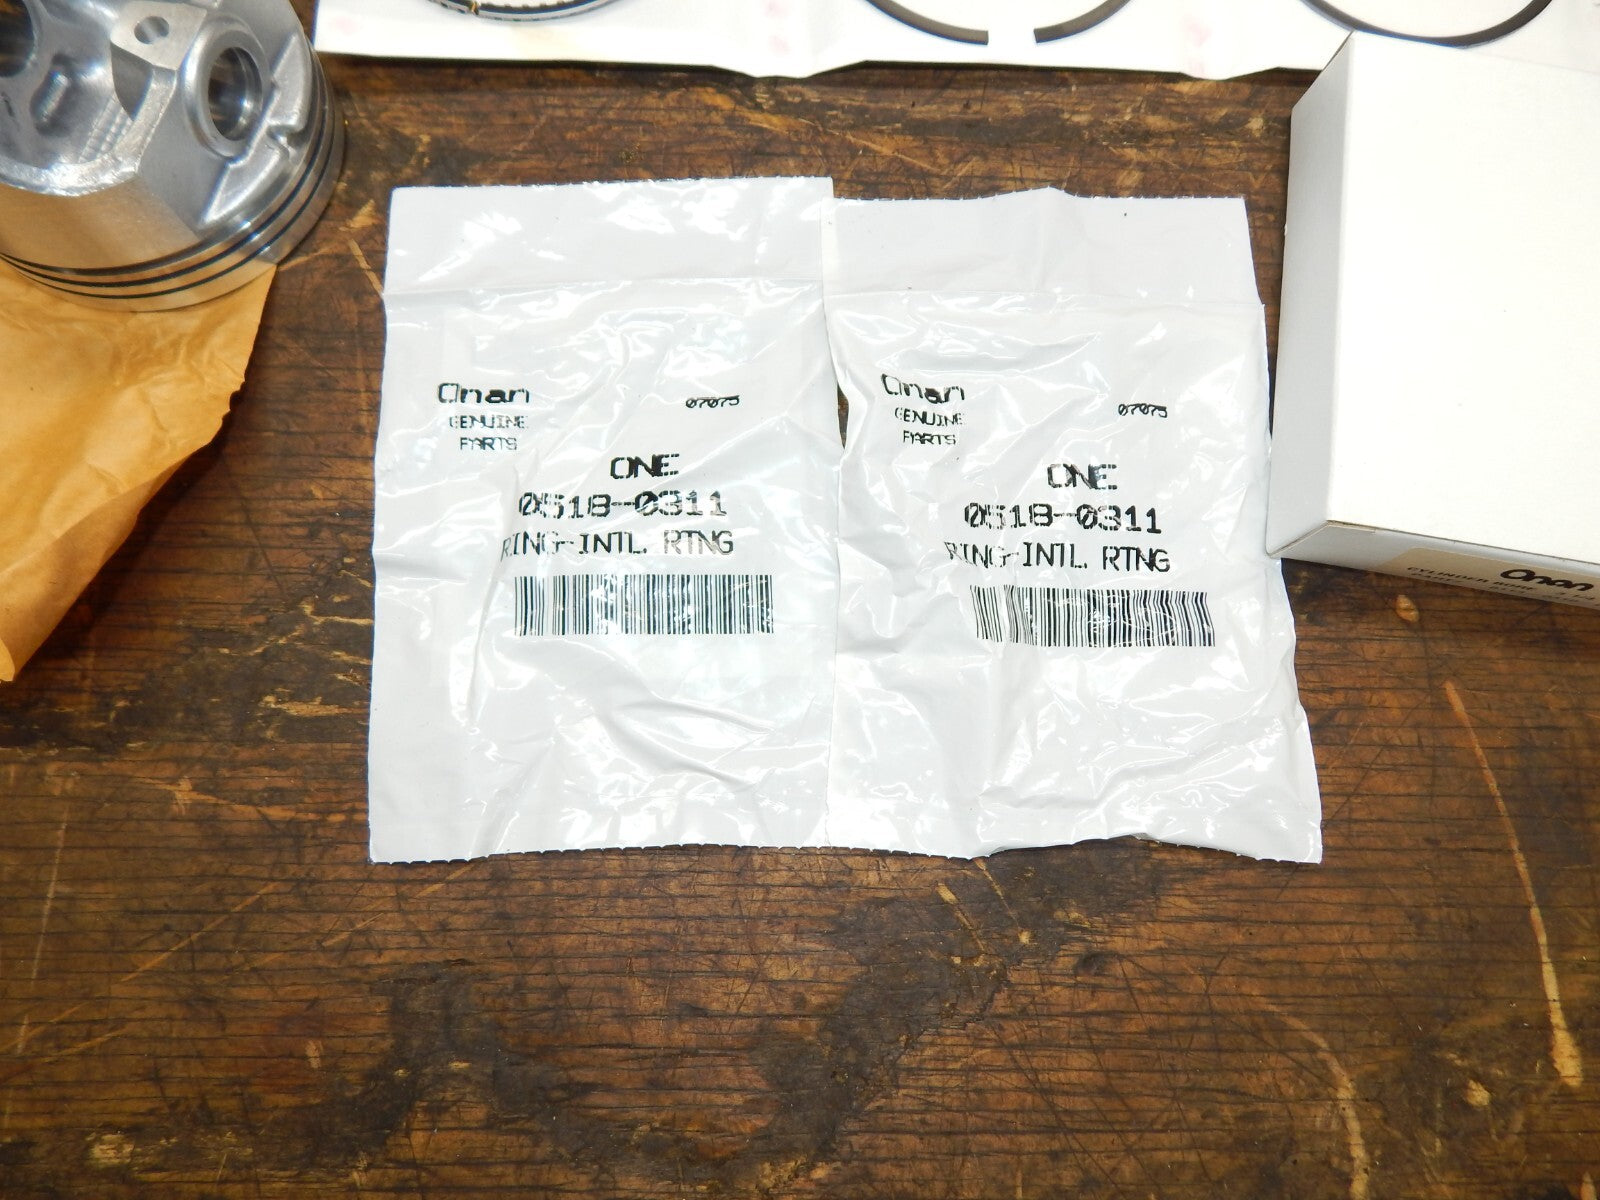 Onan
GENUINE
PARTS
07075
ONE
0518-0311
RING-INTL. RTNG
Onan
GENUINE
PARTS
07075
ONE
0518-0311
RING-INTL. RTNG
Onan
CYLINDER